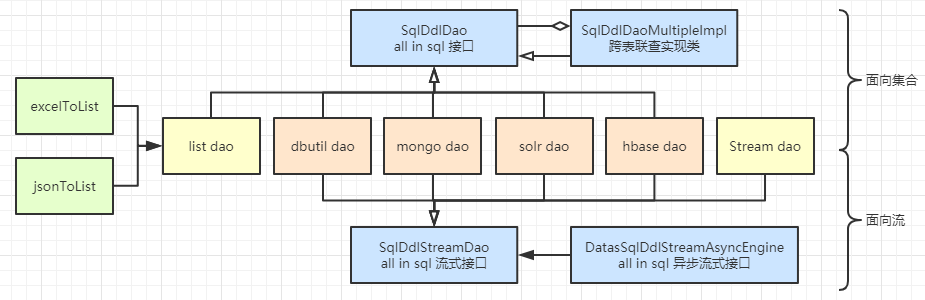 SqlDdlDao
all in sql 接口
SqlDdlDaoMultipleImpl
跨表联查实现类
面向集合
excelToList
jsonToList
list dao
dbutil dao
mongo dao
solr dao
hbase dao
Stream dao
面向流
SqlDdlStreamDao
all in sql 流式接口
DatasSqlDdlStreamAsyncEngine
all in sql 异步流式接口